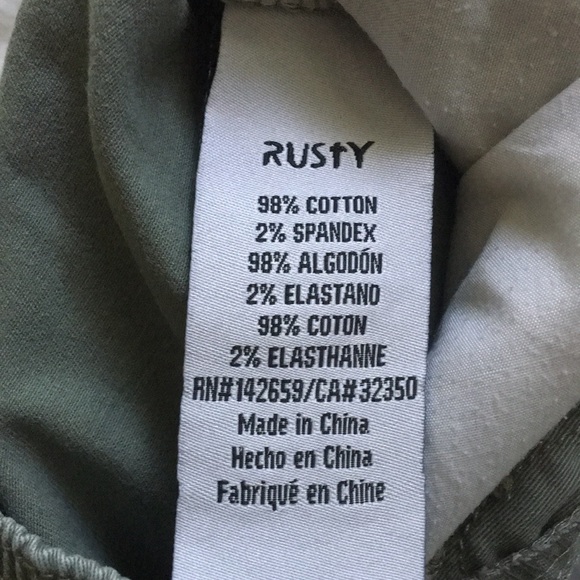 RUSTY
98% COTTON
2% SPANDEX
98% ALGODÓN
2% ELASTANO
98% COTON
2% ELASTHANNE
RN#142659/CA#32350
Made in China
Hecho en China
Fabriqué en Chine